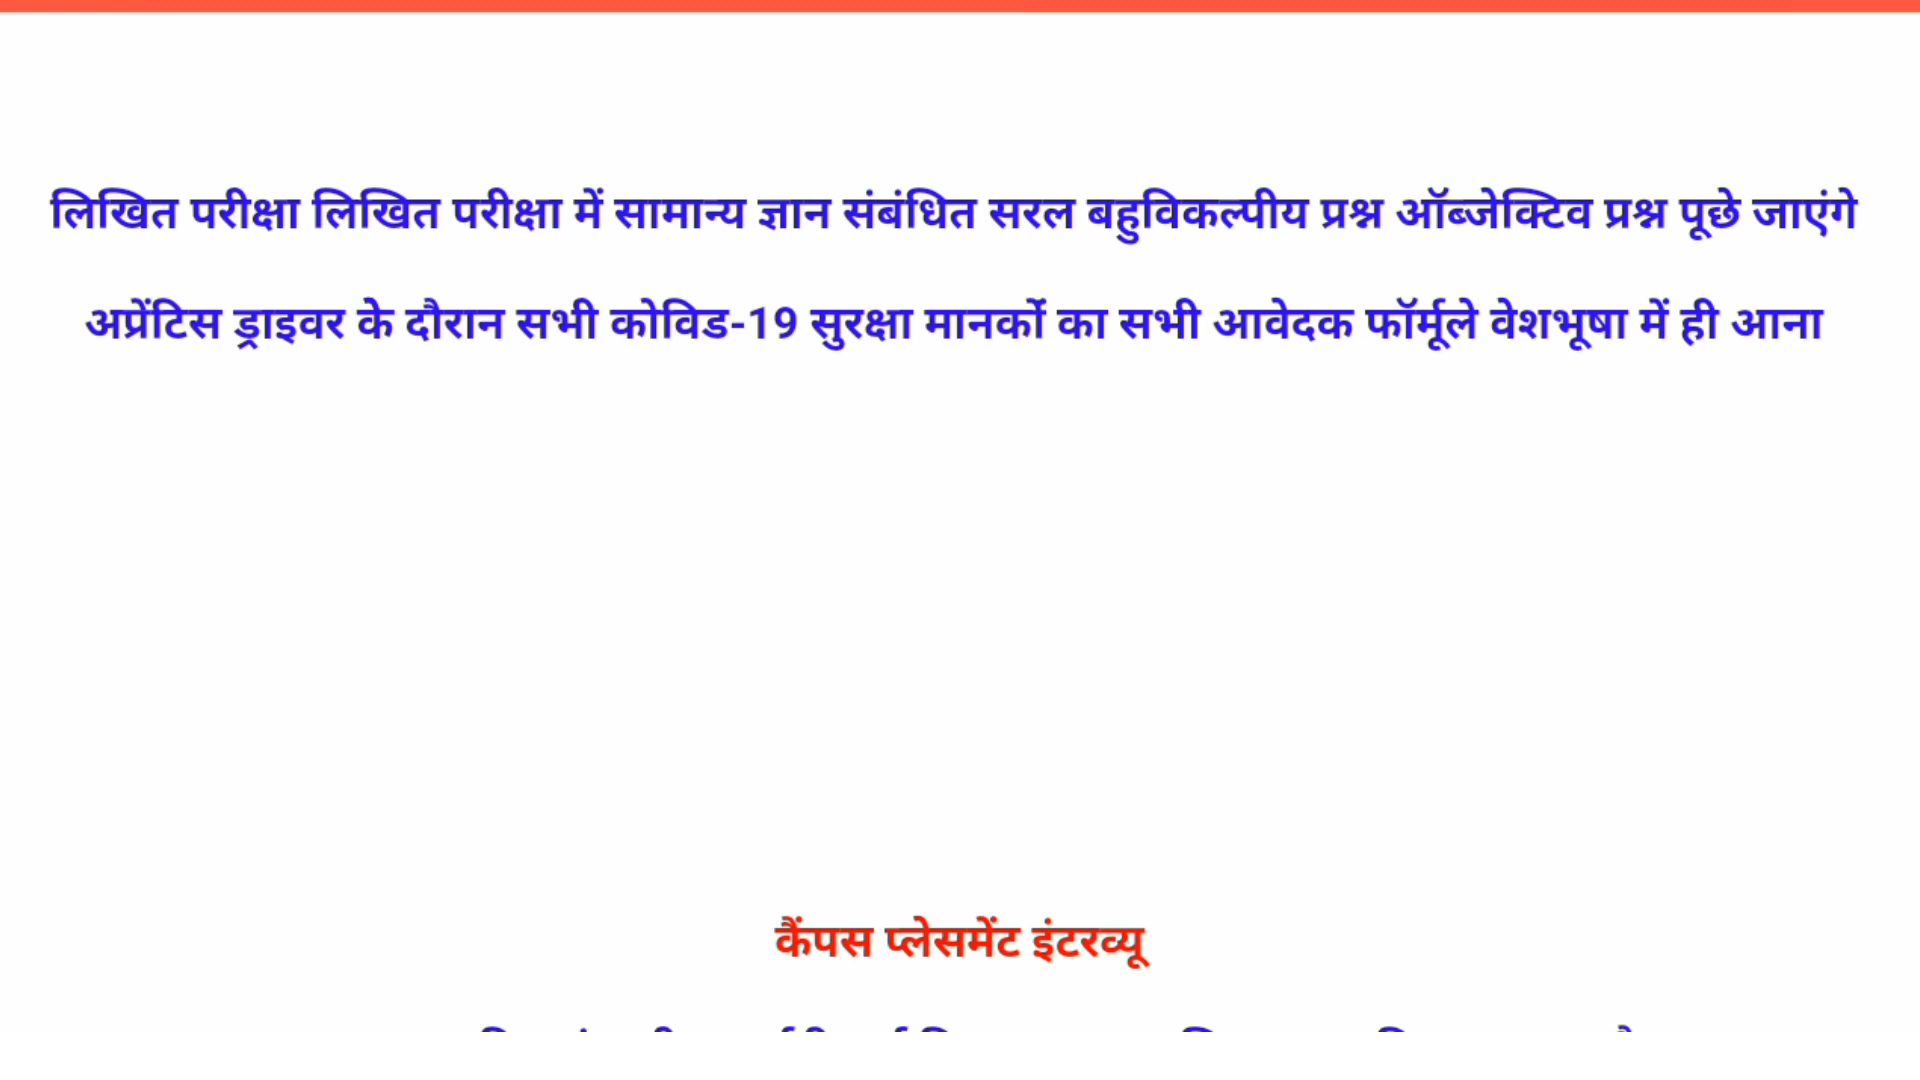 लिखित परीक्षा लिखित परीक्षा में सामान्य ज्ञान संबंधित सरल बहुविकल्पीय प्रश्न ऑब्जेक्टिव प्रश्न पूछे जाएंगे
अप्रेंटिस ड्राइवर के दौरान सभी कोविड-19 सुरक्षा मानकों का सभी आवेदक फॉर्मूले वेशभूषा में ही आना
कैंपस प्लेसमेंट इंटरव्यू